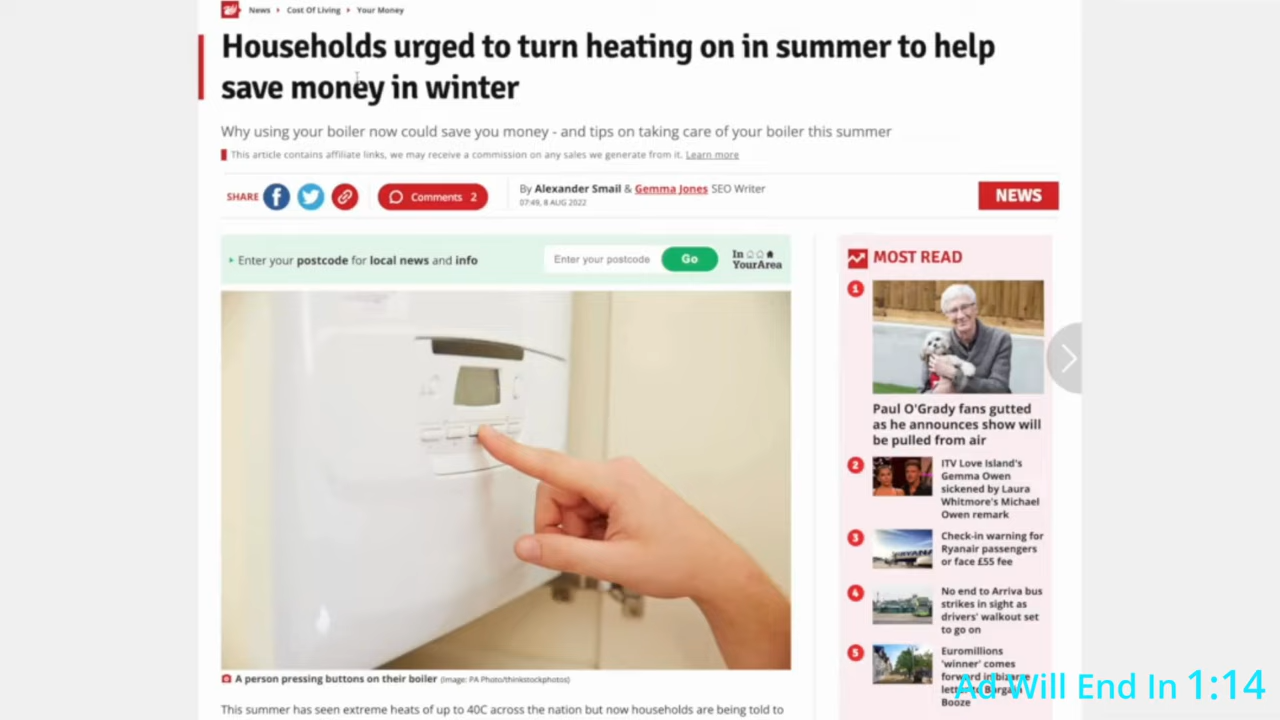 News ▸ Cost Of Living ▸ Your Money
Households urged to turn heating on in summer to help
save money in winter
Why using your boiler now could save you money - and tips on taking care of your boiler this summer
This article contains affiliate links, we may receive a commission on any sales we generate from it. Learn more
SHARE
Comments 2
By Alexander Smail & Gemma Jones SEO Writer
07:49, 8 AUG 2022
NEWS
Enter your postcode for local news and info
Enter your postcode
Go
In
YourArea
A person pressing buttons on their boiler (Image: PA Photo/thinkstockphotos)
This summer has seen extreme heats of up to 40C across the nation but now households are being told to
MOST READ
1
Paul O'Grady fans gutted
as he announces show will
be pulled from air
2
ITV Love Island's
Gemma Owen
sickened by Laura
Whitmore's Michael
Owen remark
3
Check-in warning for
Ryanair passengers
or face £55 fee
4
No end to Arriva bus
strikes in sight as
drivers' walkout set
to go on
5
Euromillions
'winner' comes
forward in bizarre
Booze
Ad Will End In 1:14